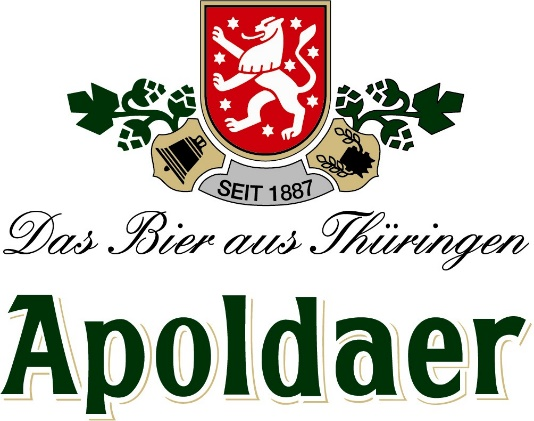 SEIT 1887
Das Bier aus Thüringen
Apoldaer